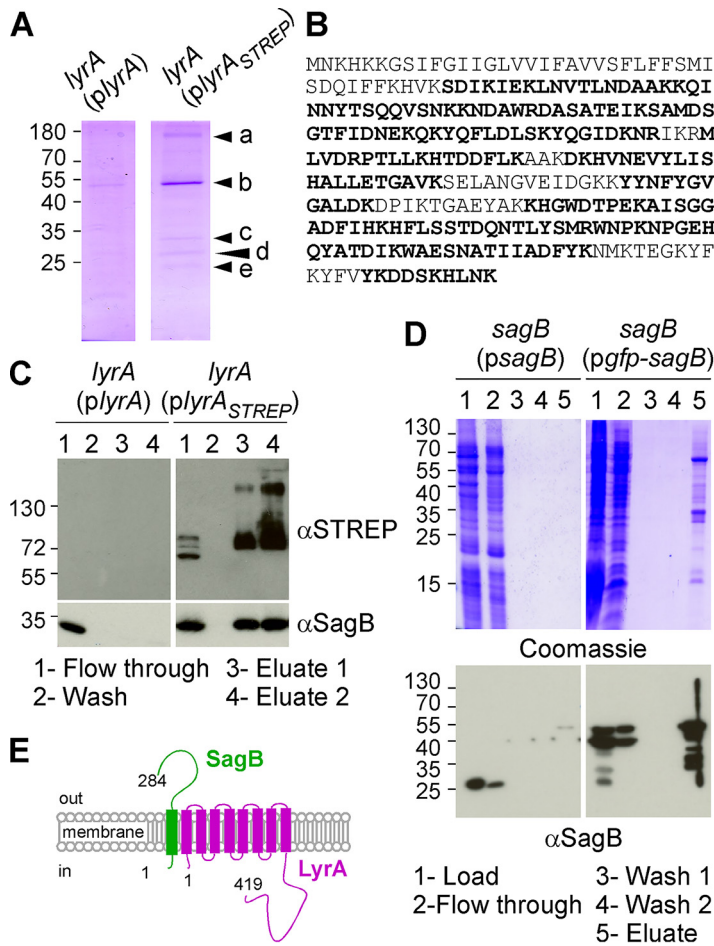 A
lyrA
(plyrA)
lyrA
(plyrASTREP)
180
70
55
40
35
25
a
b
c
d
e
B
MNKHKKGSIFGIIGLVVIFAVVSFLFFSMI
SDQIFFKHVKSDIKIEKLNVTLNDAAKKQI
NNYTSQQVSNKKNDAWRDASATEIKSAMDS
GTFIDNEKQKYQFLDLSKYQGIDKNRIKRM
LVDRPTLLKHTDDFLKAAKDKHVNEVYLIS
HALLETGAVKSELANGVEIDGKKYYNFYGV
GALDKDPIKTGAEYAKKHGWDTPEKAISGG
ADFIHKHFLSSTDQNTLYSMRWNPKNPGEH
QYATDIKWAESNATIIADFYKNMKTEGKYF
KYFVYKDDSKHLNK
C
lyrA
(plyrA)
lyrA
(plyrASTREP)
1 2 3 4
1 2 3 4
130
72
55
35
αSTREP
αSagB
1- Flow through
2- Wash
3- Eluate 1
4- Eluate 2
D
sagB
(psagB)
sagB
(pgfp-sagB)
1 2 3 4 5
1 2 3 4 5
130
70
55
40
35
25
15
Coomassie
130
70
55
40
35
25
αSagB
1- Load
2-Flow through
3- Wash 1
4- Wash 2
5- Eluate
E
SagB
284
out
membrane
in
1
1
419
LyrA